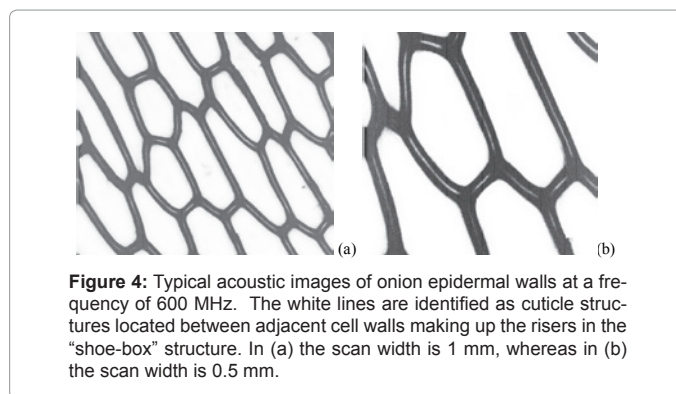 (a)
(b)
Figure 4: Typical acoustic images of onion epidermal walls at a fre-
quency of 600 MHz. The white lines are identified as cuticle struc-
tures located between adjacent cell walls making up the risers in the
“shoe-box” structure. In (a) the scan width is 1 mm, whereas in (b)
the scan width is 0.5 mm.